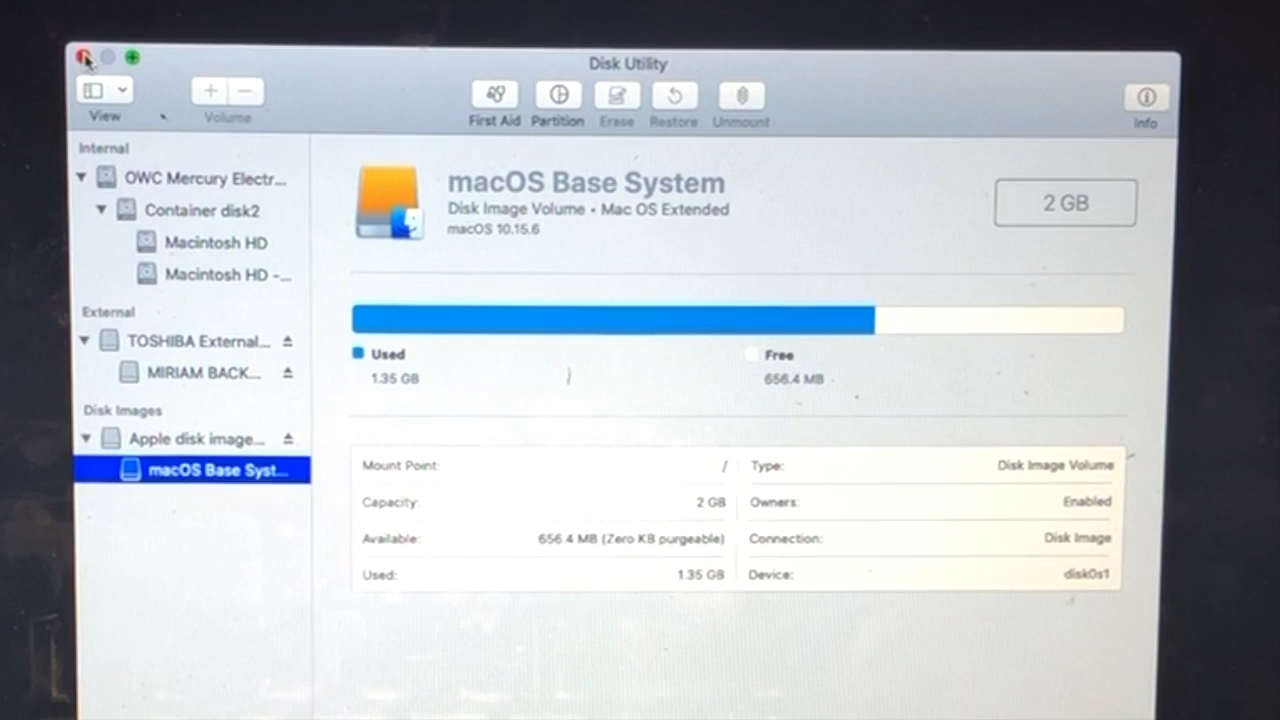 Disk Utility
View
Volume
First Aid
Partition
Erase
Restore
Unmount
Info
Internal
OWC Mercury Electr...
Container disk2
Macintosh HD
Macintosh HD -...
External
TOSHIBA External...
MIRIAM BACK...
Disk Images
Apple disk image...
macOS Base Syst...
macOS Base System
Disk Image Volume • Mac OS Extended
macOS 10.15.6
2 GB
Used
1.35 GB
Free
656.4 MB
Mount Point: /
Capacity: 2 GB
Available: 656.4 MB (Zero KB purgeable)
Used: 1.35 GB
Type: Disk Image Volume
Owners: Enabled
Connection: Disk Image
Device: disk0s1